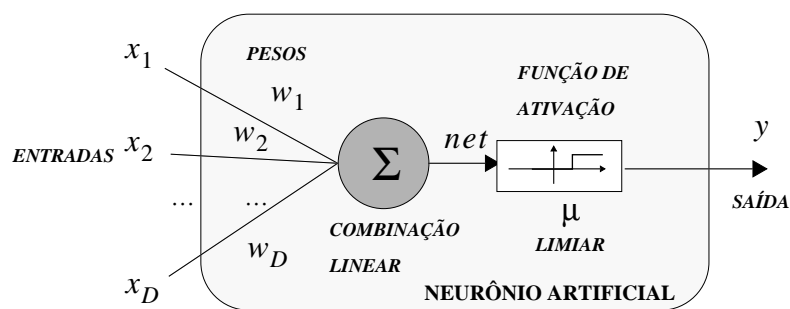 x1
PESOS
w1
FUNÇÃO DE
ATIVAÇÃO
ENTRADAS
x2
w2
Σ
net
y
SAÍDA
...
...
COMBINAÇÃO
LINEAR
μ
LIMIAR
xD
wD
NEURÔNIO ARTIFICIAL